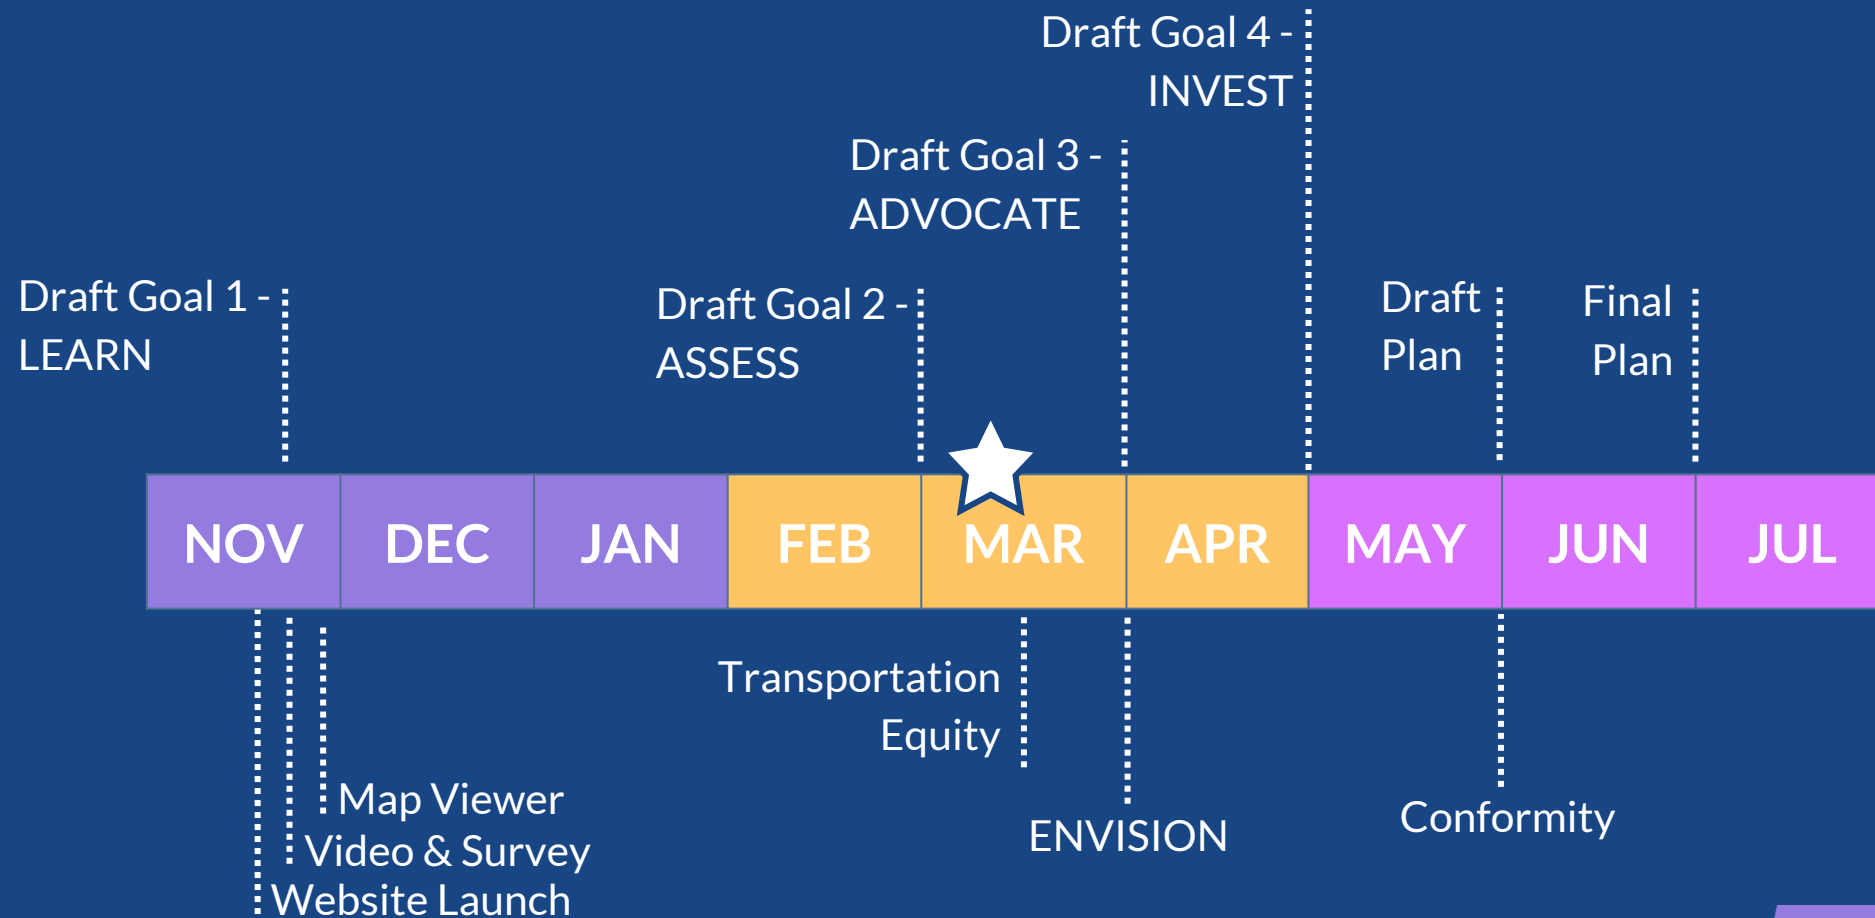 Draft Goal 4 -
INVEST
Draft Goal 3 -
ADVOCATE
Draft Goal 1 -
LEARN
Draft Goal 2 -
ASSESS
Draft
Plan
Final
Plan
NOV DEC JAN FEB MAR APR MAY JUN JUL
Transportation
Equity
Map Viewer
Video & Survey
Website Launch
ENVISION
Conformity